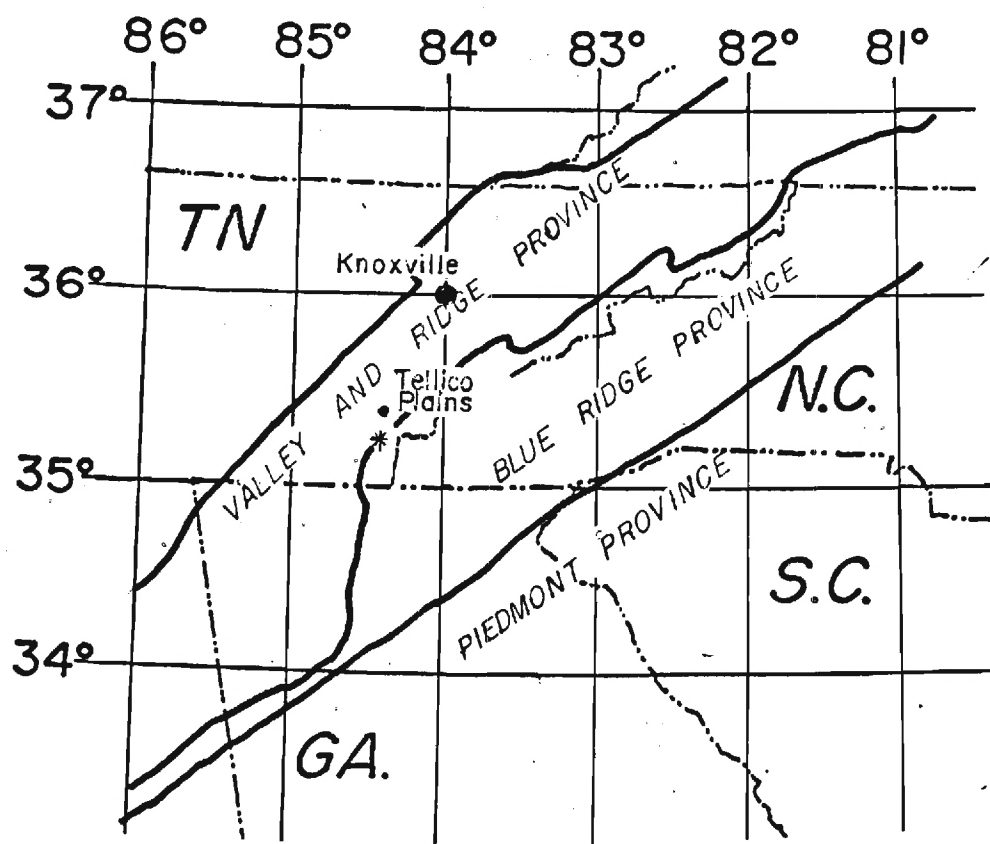 86° 85° 84° 83° 82° 81°
37°
TN
PROVINCE
Knoxville
36°
VALLEY AND RIDGE
Tellico
Plains
BLUE RIDGE PROVINCE
N.C.
35°
PIEDMONT PROVINCE
S.C.
34°
GA.